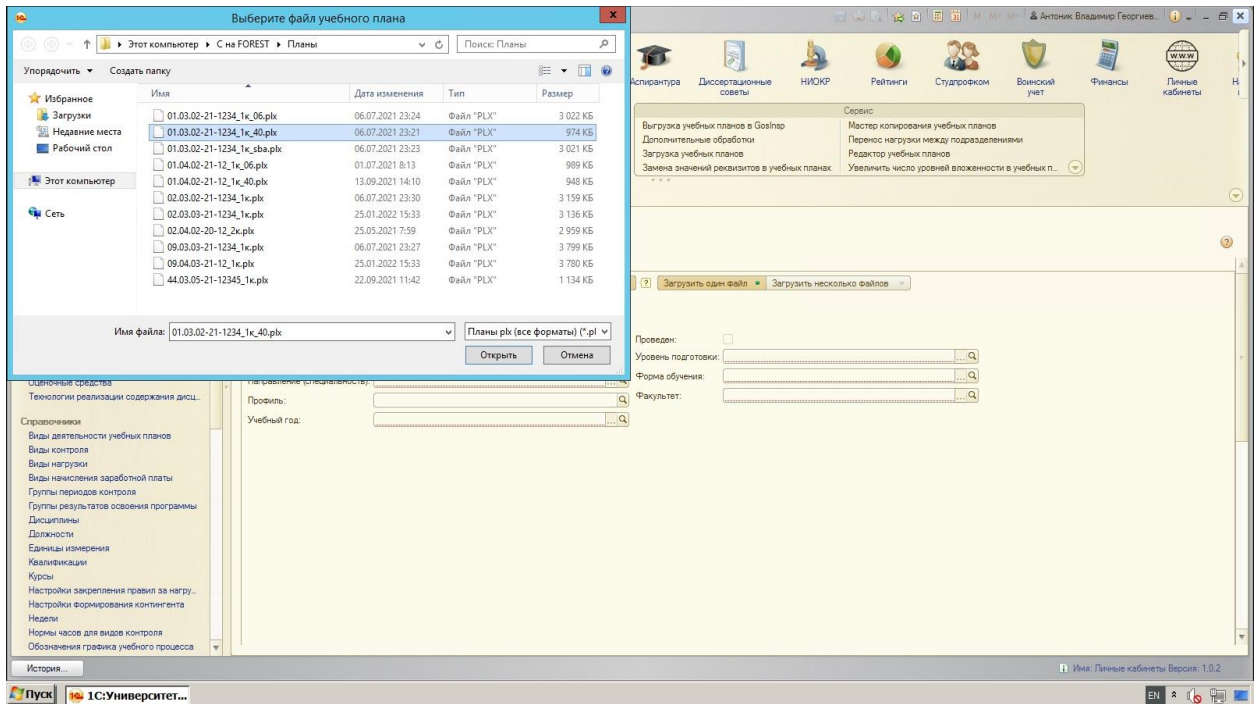 Выберите файл учебного плана
Антоник Владимир Георгиев..
Этот компьютер ▸ C на FOREST ▸ Планы
Поиск: Планы
Упорядочить
Создать папку
Избранное
Загрузки
Недавние места
Рабочий стол
Этот компьютер
Сеть
Имя Дата изменения Тип Размер
01.03.02-21-1234_1к_06.plx 06.07.2021 23:24 Файл "PLX" 3 022 КБ
01.03.02-21-1234_1к_40.plx 06.07.2021 23:21 Файл "PLX" 974 КБ
01.03.02-21-1234_1к_sba.plx 06.07.2021 23:23 Файл "PLX" 3 021 КБ
01.04.02-21-12_1к_06.plx 01.07.2021 8:13 Файл "PLX" 989 КБ
01.04.02-21-12_1к_40.plx 13.09.2021 14:10 Файл "PLX" 948 КБ
02.03.02-21-1234_1к.plx 06.07.2021 23:30 Файл "PLX" 3 159 КБ
02.03.03-21-1234_1к.plx 25.01.2022 15:33 Файл "PLX" 3 136 КБ
02.04.02-20-12_2к.plx 25.05.2021 7:59 Файл "PLX" 2 959 КБ
09.03.03-21-1234_1к.plx 06.07.2021 23:27 Файл "PLX" 3 799 КБ
09.04.03-21-12_1к.plx 25.01.2022 15:33 Файл "PLX" 3 780 КБ
44.03.05-21-12345_1к.plx 22.09.2021 11:42 Файл "PLX" 1 134 КБ
Имя файла: 01.03.02-21-1234_1к_40.plx
Планы plx (все форматы) (*.pl
Открыть
Отмена
Аспирантура
Диссертационные советы
НИОКР
Рейтинги
Студпрофком
Воинский учет
Финансы
www
Личные кабинеты
Сервис
Выгрузка учебных планов в GosInsp
Дополнительные обработки
Загрузка учебных планов
Замена значений реквизитов в учебных планах
Мастер копирования учебных планов
Перенос нагрузки между подразделениями
Редактор учебных планов
Увеличить число уровней вложенности в учебных п..
Загрузить один файл
Загрузить несколько файлов
Проведен:
Уровень подготовки:
Форма обучения:
Факультет:
Направление (специальность):
Профиль:
Учебный год:
Оценочные средства
Технологии реализации содержания дисц..
Справочники
Виды деятельности учебных планов
Виды контроля
Виды нагрузки
Виды начисления заработной платы
Группы периодов контроля
Группы результатов освоения программы
Дисциплины
Должности
Единицы измерения
Квалификации
Курсы
Настройки закрепления правил за нагру..
Настройки формирования контингента
Недели
Нормы часов для видов контроля
Обозначения графика учебного процесса
История...
Имя: Личные кабинеты Версия: 1.0.2
Пуск
1С:Университет...
EN